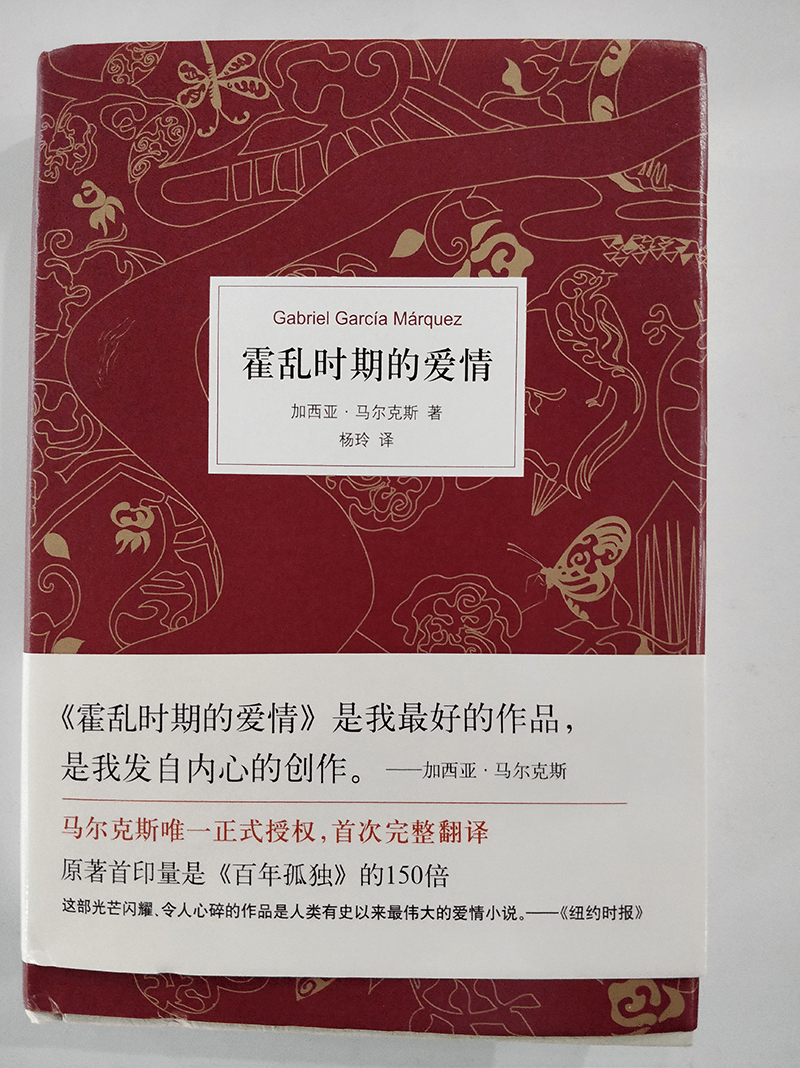 Gabriel García Márquez
霍乱时期的爱情
加西亚·马尔克斯 著
杨玲 译
《霍乱时期的爱情》是我最好的作品，
是我发自内心的创作。——加西亚·马尔克斯
马尔克斯唯一正式授权，首次完整翻译
原著首印量是《百年孤独》的150倍
这部光芒闪耀、令人心碎的作品是人类有史以来最伟大的爱情小说。——《纽约时报》